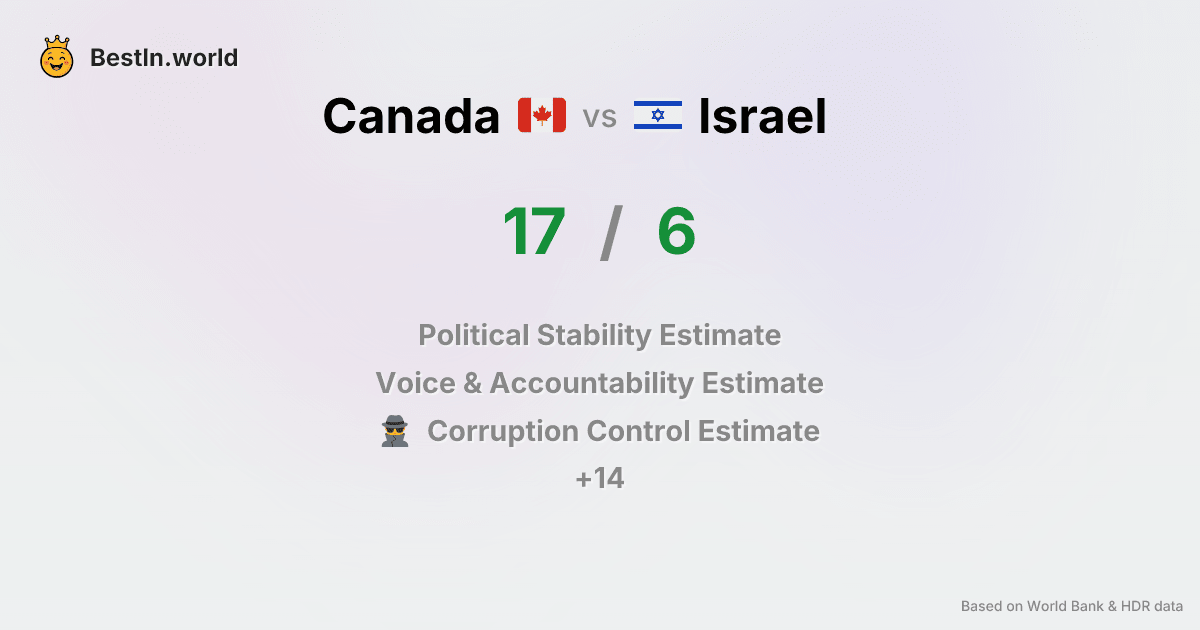 BestIn.world
Canada vs Israel
17 / 6
Political Stability Estimate
Voice & Accountability Estimate
Corruption Control Estimate
+14
Based on World Bank & HDR data